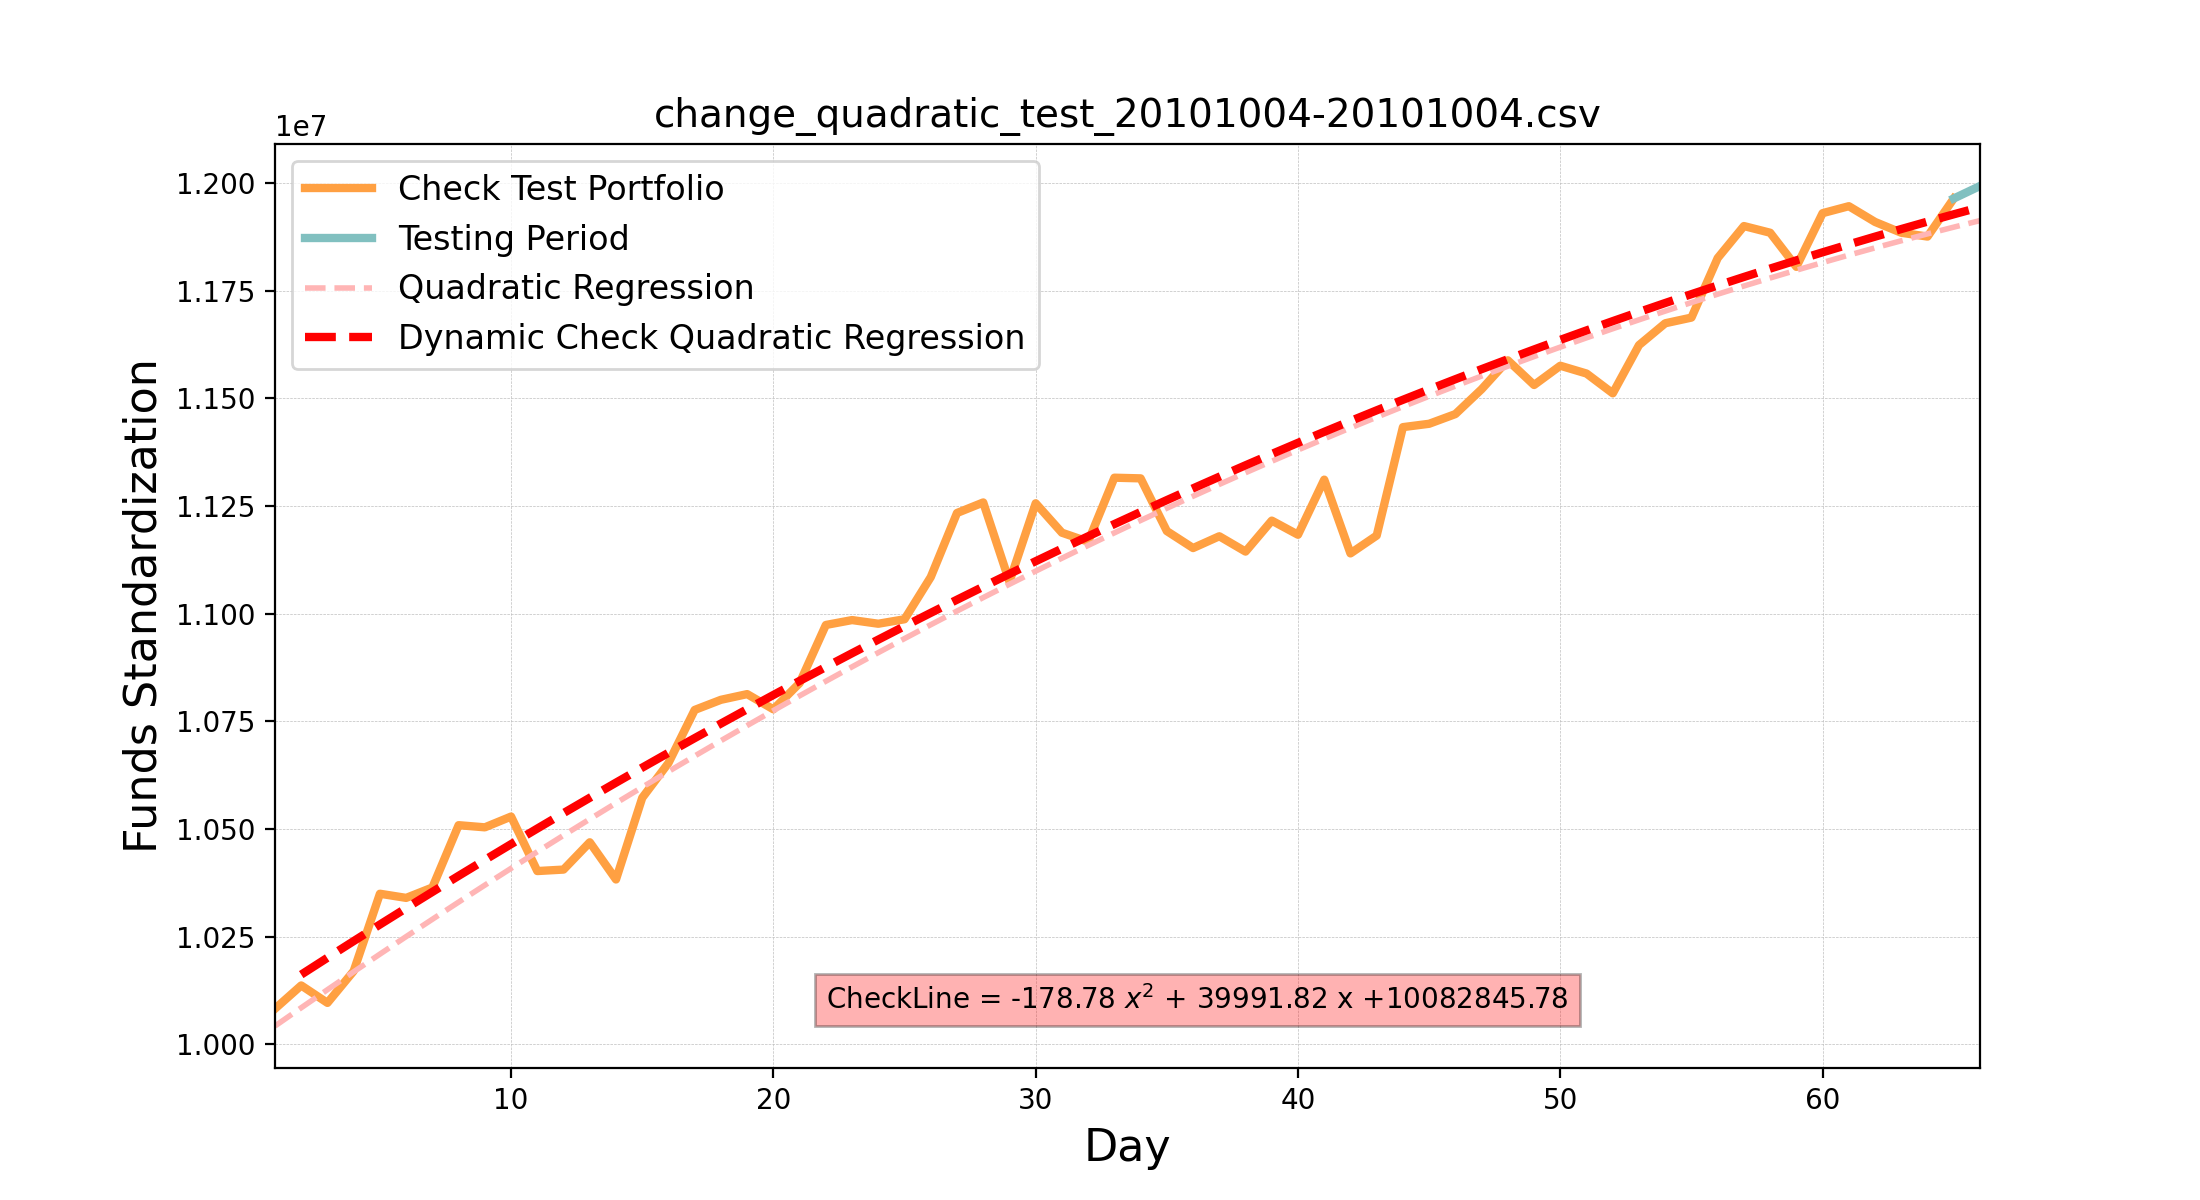 change_quadratic_test_20101004-20101004.csv
1e7
Check Test Portfolio
Testing Period
Quadratic Regression
Dynamic Check Quadratic Regression
1.200
1.175
1.150
1.125
1.100
1.075
1.050
1.025
1.000
Funds Standardization
CheckLine = -178.78 x² + 39991.82 x +10082845.78
10 20 30 40 50 60
Day